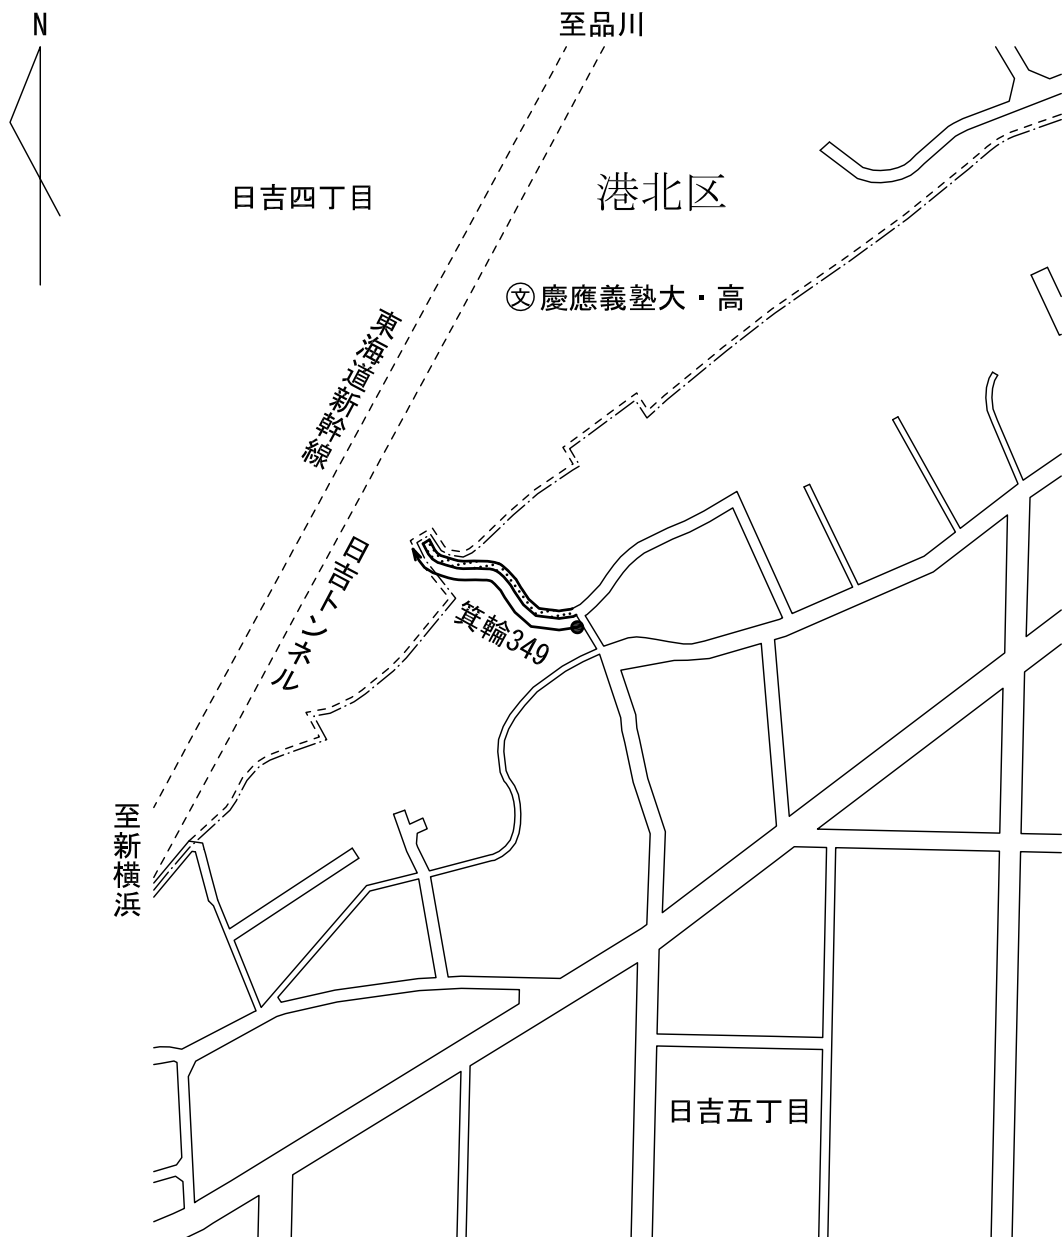 N
至品川
日吉四丁目
港北区
文 慶應義塾大・高
東海道新幹線
日吉トンネル
箕輪349
至新横浜
日吉五丁目